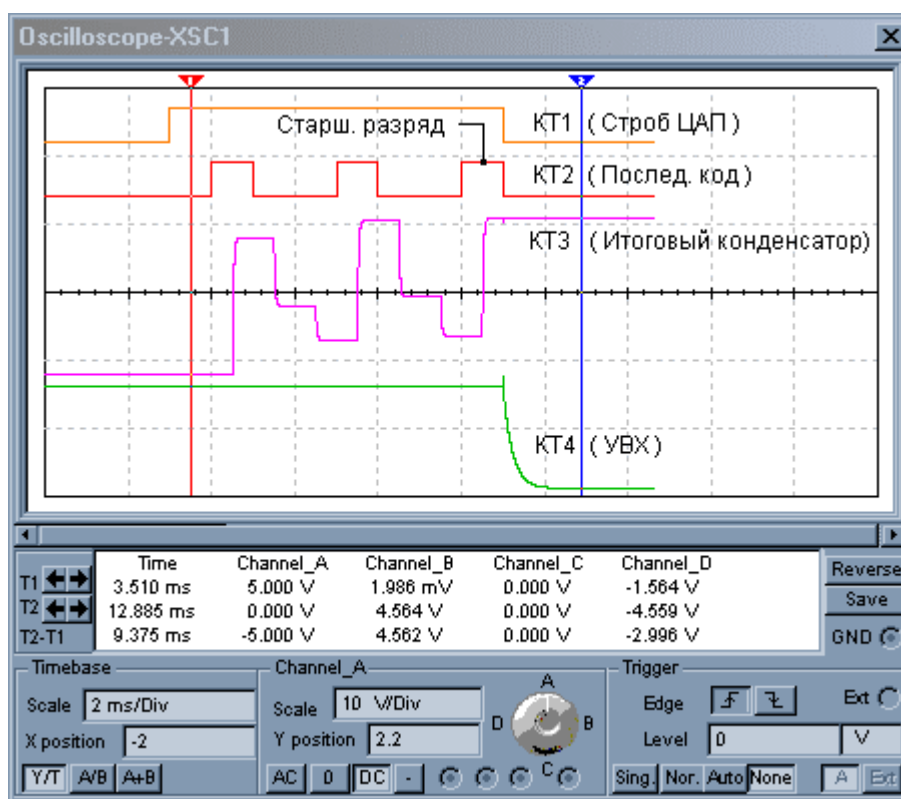 Oscilloscope-XSC1
1 2
Старш. разряд
КТ1 ( Строб ЦАП )
КТ2 ( Послед. код )
КТ3 ( Итоговый конденсатор)
КТ4 ( УВХ )
Time Channel_A Channel_B Channel_C Channel_D
T1 3.510 ms 5.000 V 1.986 mV 0.000 V -1.564 V
T2 12.885 ms 0.000 V 4.564 V 0.000 V -4.559 V
T2-T1 9.375 ms -5.000 V 4.562 V 0.000 V -2.996 V
Reverse
Save
GND
Timebase
Scale 2 ms/Div
X position -2
Y/T A/B A+B
Channel_A
Scale 10 V/Div
Y position 2.2
AC 0 DC -
A
D B
C
Trigger
Edge Ext
Level 0 V
Sing. Nor. Auto None A Ext